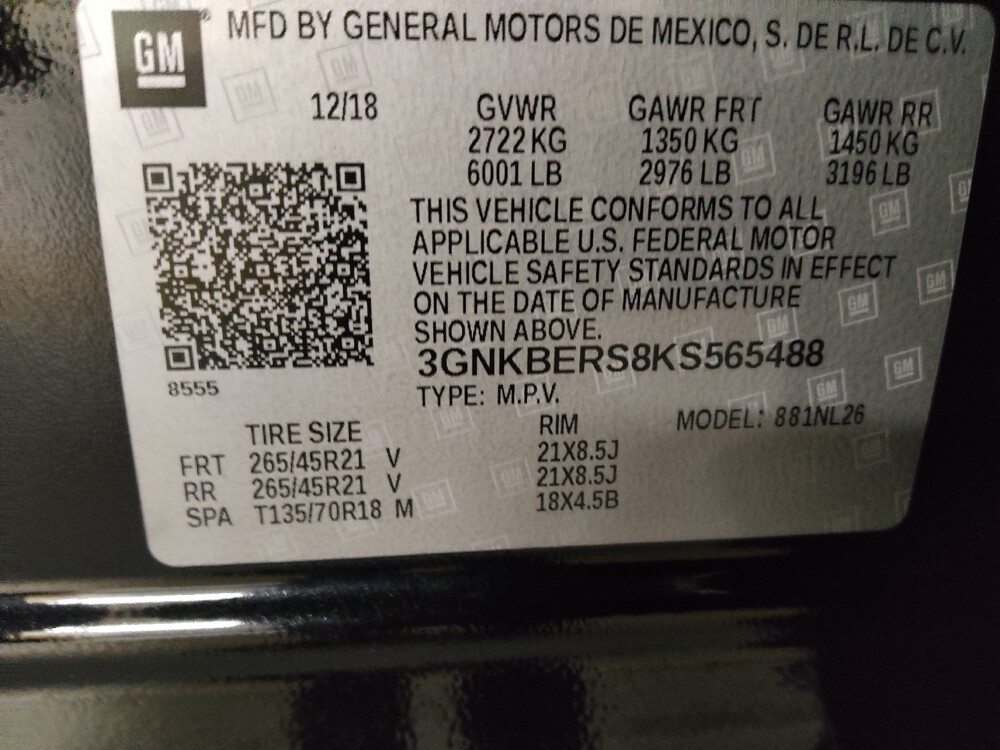 GM® MFD BY GENERAL MOTORS DE MEXICO, S. DE R.L. DE C.V.
12/18 GVWR GAWR FRT GAWR RR
2722 KG 1350 KG 1450 KG
6001 LB 2976 LB 3196 LB
THIS VEHICLE CONFORMS TO ALL
APPLICABLE U.S. FEDERAL MOTOR
VEHICLE SAFETY STANDARDS IN EFFECT
ON THE DATE OF MANUFACTURE
SHOWN ABOVE.
3GNKBERS8KS565488
8555
TYPE: M.P.V.
MODEL: 881NL26
TIRE SIZE RIM
FRT 265/45R21 V 21X8.5J
RR 265/45R21 V 21X8.5J
SPA T135/70R18 M 18X4.5B